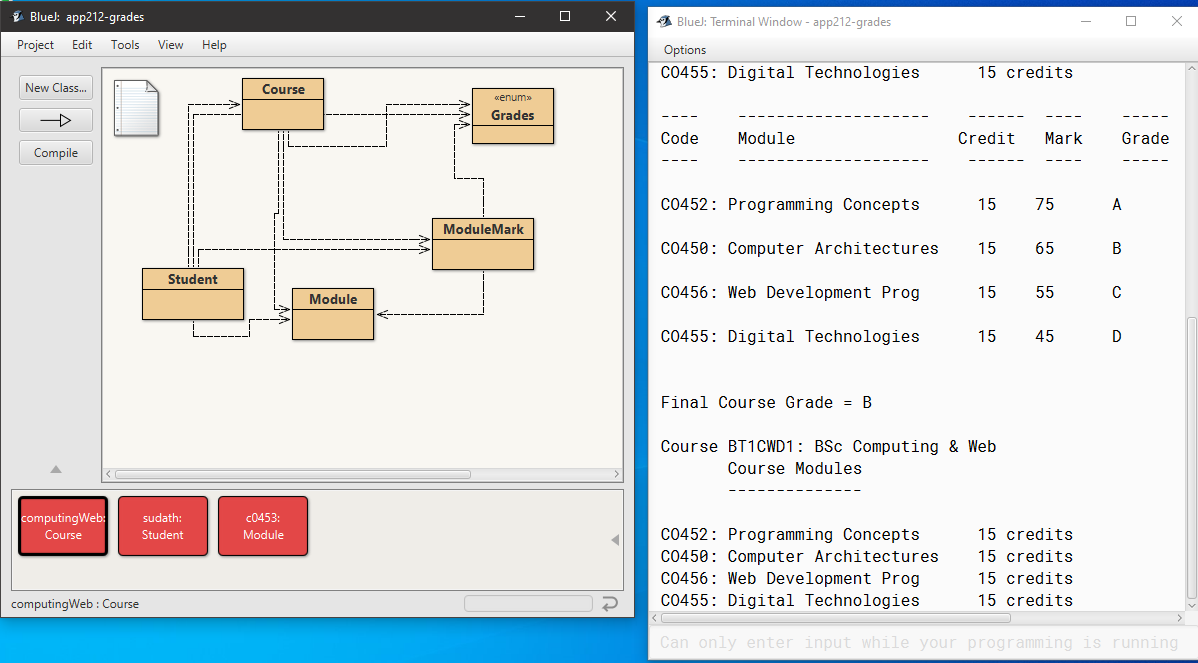 BlueJ: app212-grades
Project Edit Tools View Help
New Class...
Compile
Course
«enum»
Grades
ModuleMark
Student
Module
computingWeb:
Course
sudath:
Student
c0453:
Module
computingWeb : Course
BlueJ: Terminal Window - app212-grades
Options
CO455: Digital Technologies 15 credits
---- -------------------- ------ ---- -----
Code Module Credit Mark Grade
---- -------------------- ------ ---- -----
CO452: Programming Concepts 15 75 A
CO450: Computer Architectures 15 65 B
CO456: Web Development Prog 15 55 C
CO455: Digital Technologies 15 45 D
Final Course Grade = B
Course BT1CWD1: BSc Computing & Web
Course Modules
--------------
CO452: Programming Concepts 15 credits
CO450: Computer Architectures 15 credits
CO456: Web Development Prog 15 credits
CO455: Digital Technologies 15 credits
Can only enter input while your programming is running